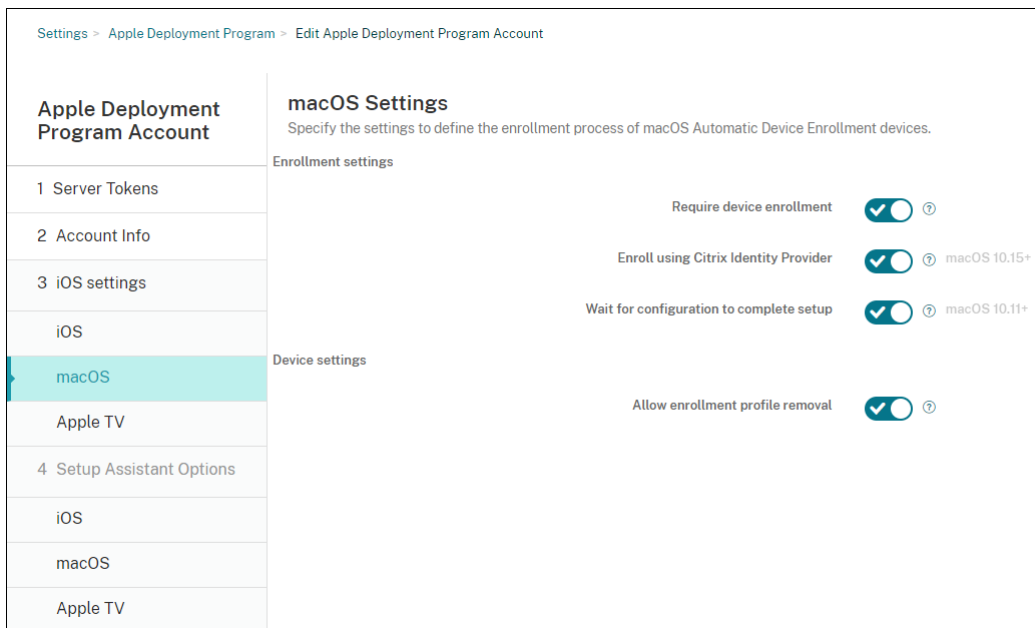 Settings > Apple Deployment Program > Edit Apple Deployment Program Account
Apple Deployment
Program Account
1 Server Tokens
2 Account Info
3 iOS settings
iOS
macOS
Apple TV
4 Setup Assistant Options
iOS
macOS
Apple TV
macOS Settings
Specify the settings to define the enrollment process of macOS Automatic Device Enrollment devices.
Enrollment settings
Require device enrollment ?
Enroll using Citrix Identity Provider ? macOS 10.15+
Wait for configuration to complete setup ? macOS 10.11+
Device settings
Allow enrollment profile removal ?